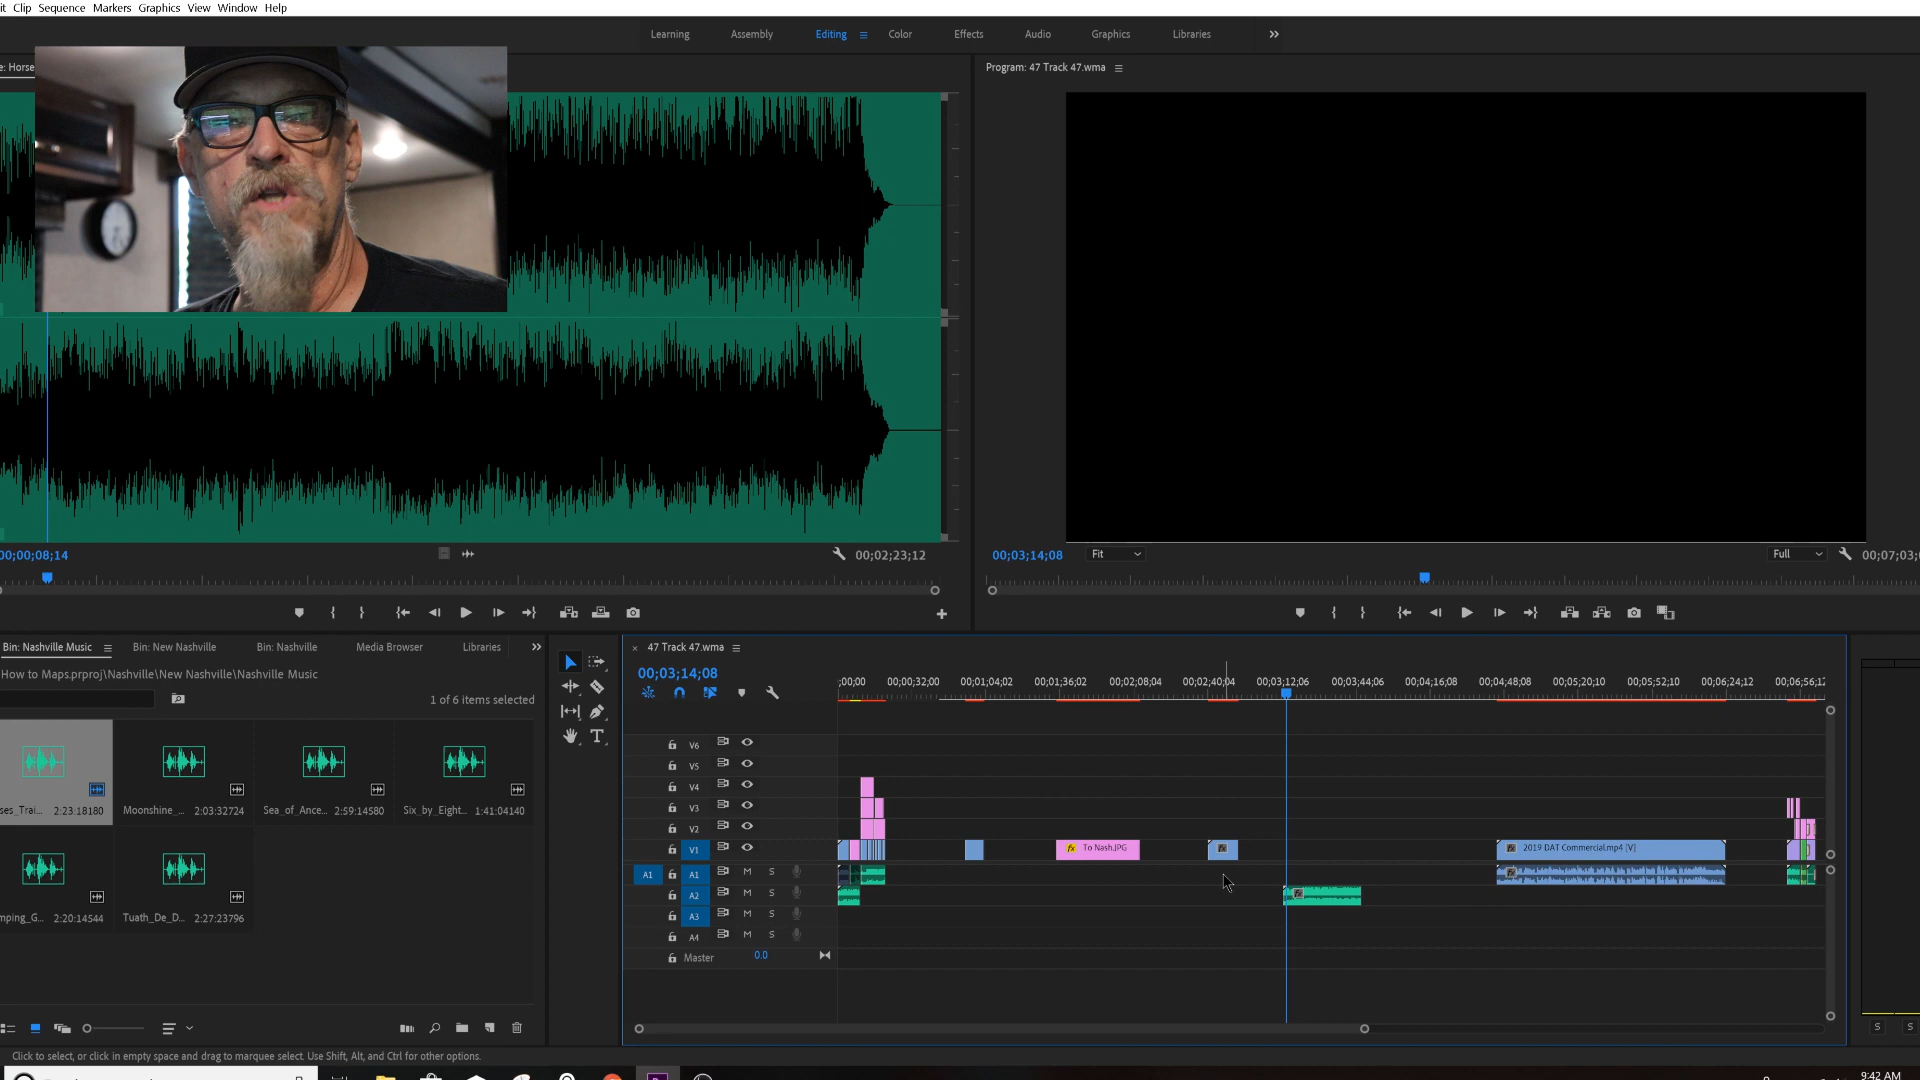 it Clip Sequence Markers Graphics View Window Help
Learning Assembly Editing Color Effects Audio Graphics Libraries
e: Horse
Program: 47 Track 47.wma
00;00;08;14
00;02;23;12
00;03;14;08
Fit
Full
00;07;03;0
Bin: Nashville Music
Bin: New Nashville
Bin: Nashville
Media Browser
Libraries
How to Maps.prproj\Nashville\New Nashville\Nashville Music
1 of 6 items selected
ses_Trai... 2:23:18180
Moonshine_... 2:03:32724
Sea_of_Ance... 2:59:14580
Six_by_Eight... 1:41:04140
mping_G... 2:20:14544
Tuath_De_D... 2:27:23796
× 47 Track 47.wma
00;03;14;08
;00;00 00;00;32;00 00;01;04;02 00;01;36;02 00;02;08;04 00;02;40;04 00;03;12;06 00;03;44;06 00;04;16;08 00;04;48;08 00;05;20;10 00;05;52;10 00;06;24;12 00;06;56;12
V6
V5
V4
V3
V2
V1
fx To Nash.JPG
fx
fx 2019 DAT Commercial.mp4 [V]
A1 A1 M S
fx
A2 M S
fx
A3 M S
A4 M S
Master 0.0
S S
Click to select, or click in empty space and drag to marquee select. Use Shift, Alt, and Ctrl for other options.
9:42 AM